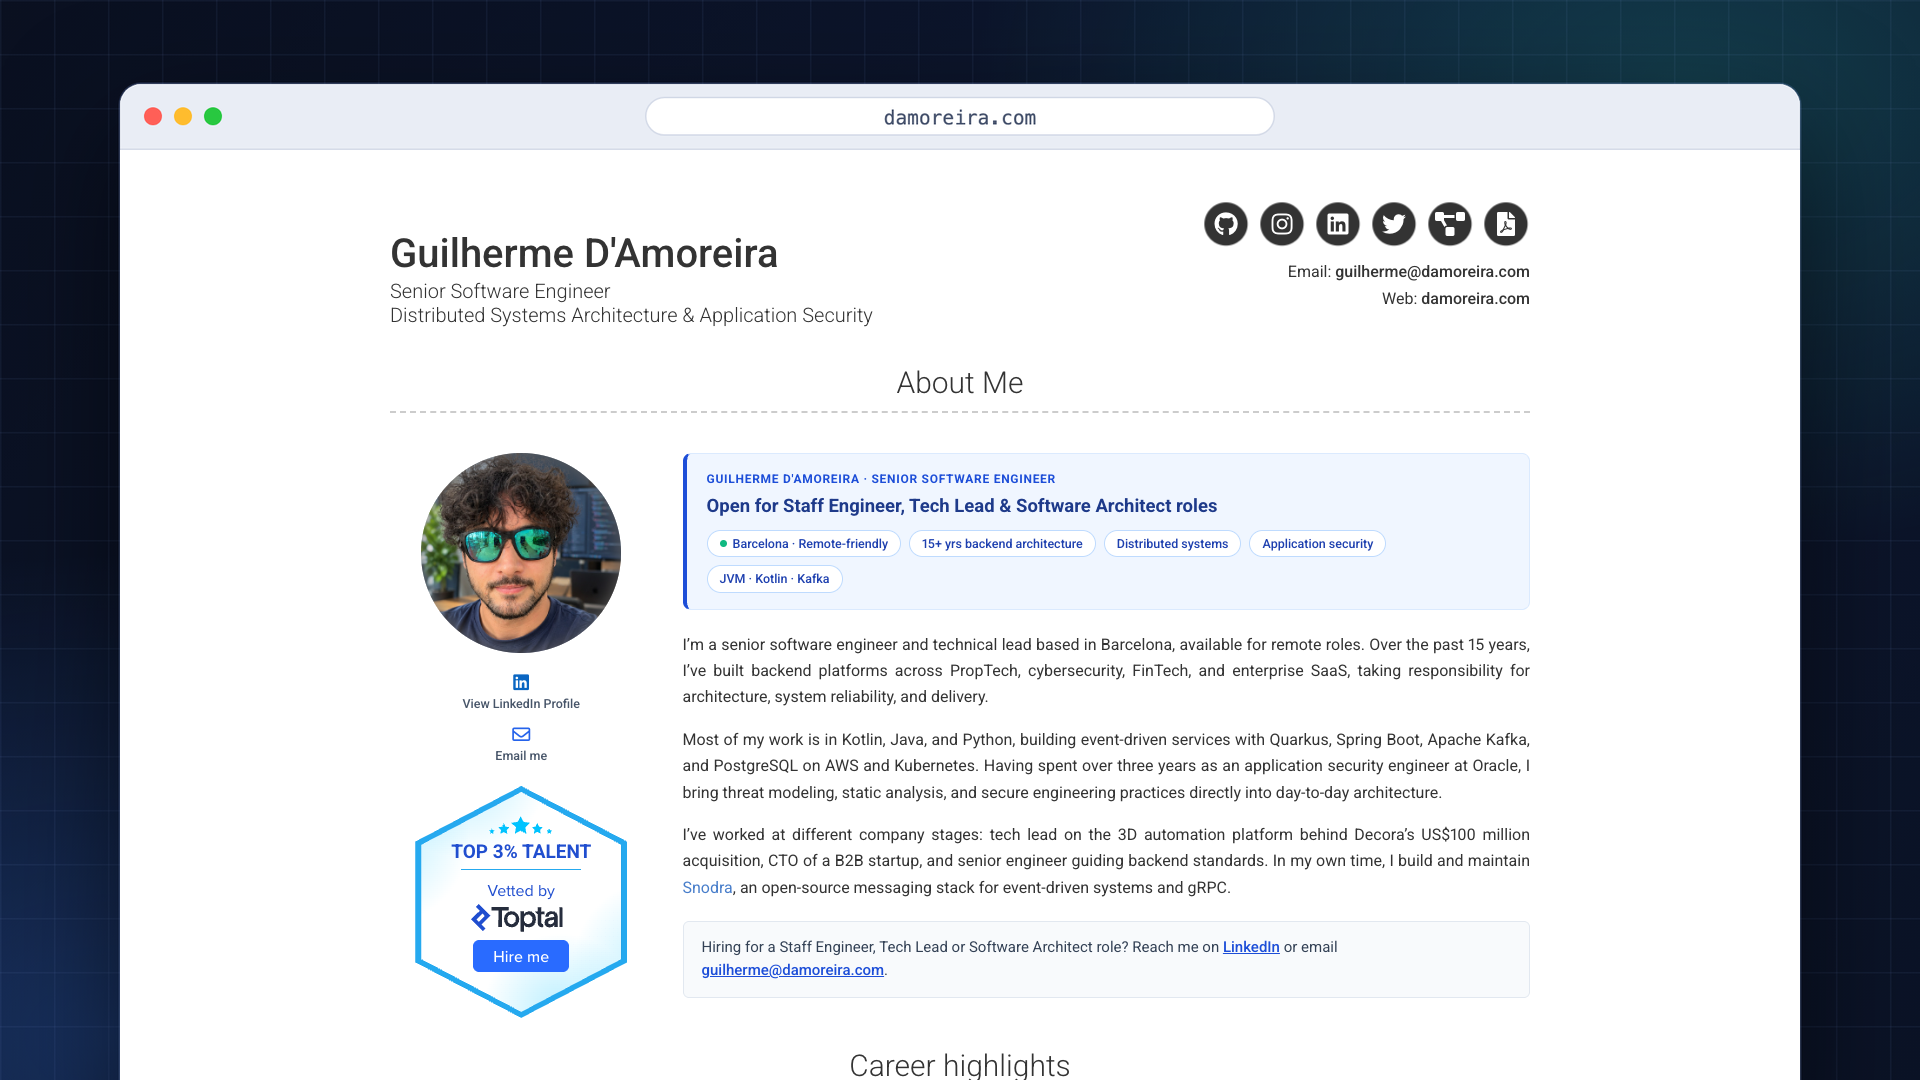 damoreira.com
Guilherme D'Amoreira
Senior Software Engineer
Distributed Systems Architecture & Application Security
Email: guilherme@damoreira.com
Web: damoreira.com
About Me
View LinkedIn Profile
Email me
TOP 3% TALENT
Vetted by
Toptal
Hire me
GUILHERME D'AMOREIRA · SENIOR SOFTWARE ENGINEER
Open for Staff Engineer, Tech Lead & Software Architect roles
Barcelona · Remote-friendly
15+ yrs backend architecture
Distributed systems
Application security
JVM · Kotlin · Kafka
I’m a senior software engineer and technical lead based in Barcelona, available for remote roles. Over the past 15 years,
I’ve built backend platforms across PropTech, cybersecurity, FinTech, and enterprise SaaS, taking responsibility for
architecture, system reliability, and delivery.
Most of my work is in Kotlin, Java, and Python, building event-driven services with Quarkus, Spring Boot, Apache Kafka,
and PostgreSQL on AWS and Kubernetes. Having spent over three years as an application security engineer at Oracle, I
bring threat modeling, static analysis, and secure engineering practices directly into day-to-day architecture.
I’ve worked at different company stages: tech lead on the 3D automation platform behind Decora’s US$100 million
acquisition, CTO of a B2B startup, and senior engineer guiding backend standards. In my own time, I build and maintain
Snodra, an open-source messaging stack for event-driven systems and gRPC.
Hiring for a Staff Engineer, Tech Lead or Software Architect role? Reach me on LinkedIn or email
guilherme@damoreira.com.
Career highlights